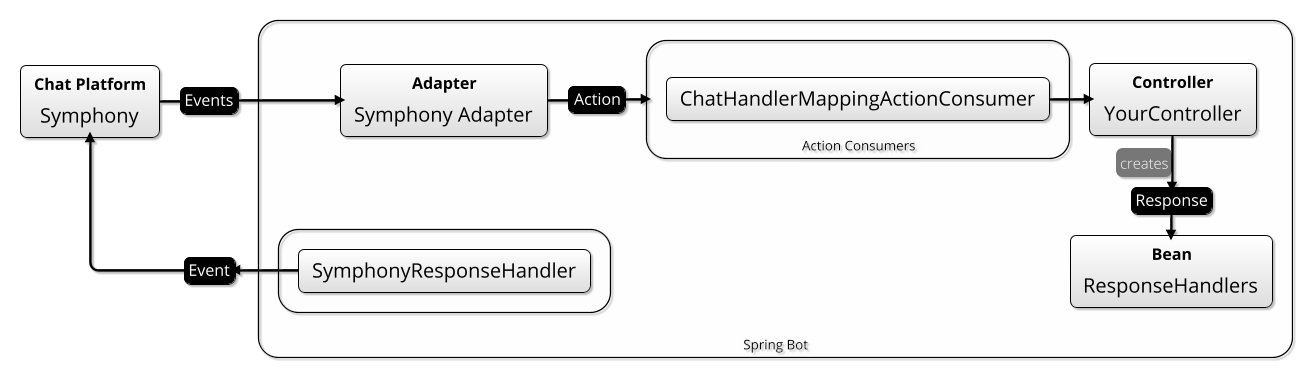 Chat Platform
Symphony
Events
Adapter
Symphony Adapter
Action
ChatHandlerMappingActionConsumer
Action Consumers
Controller
YourController
creates
Response
Bean
ResponseHandlers
SymphonyResponseHandler
Event
Spring Bot